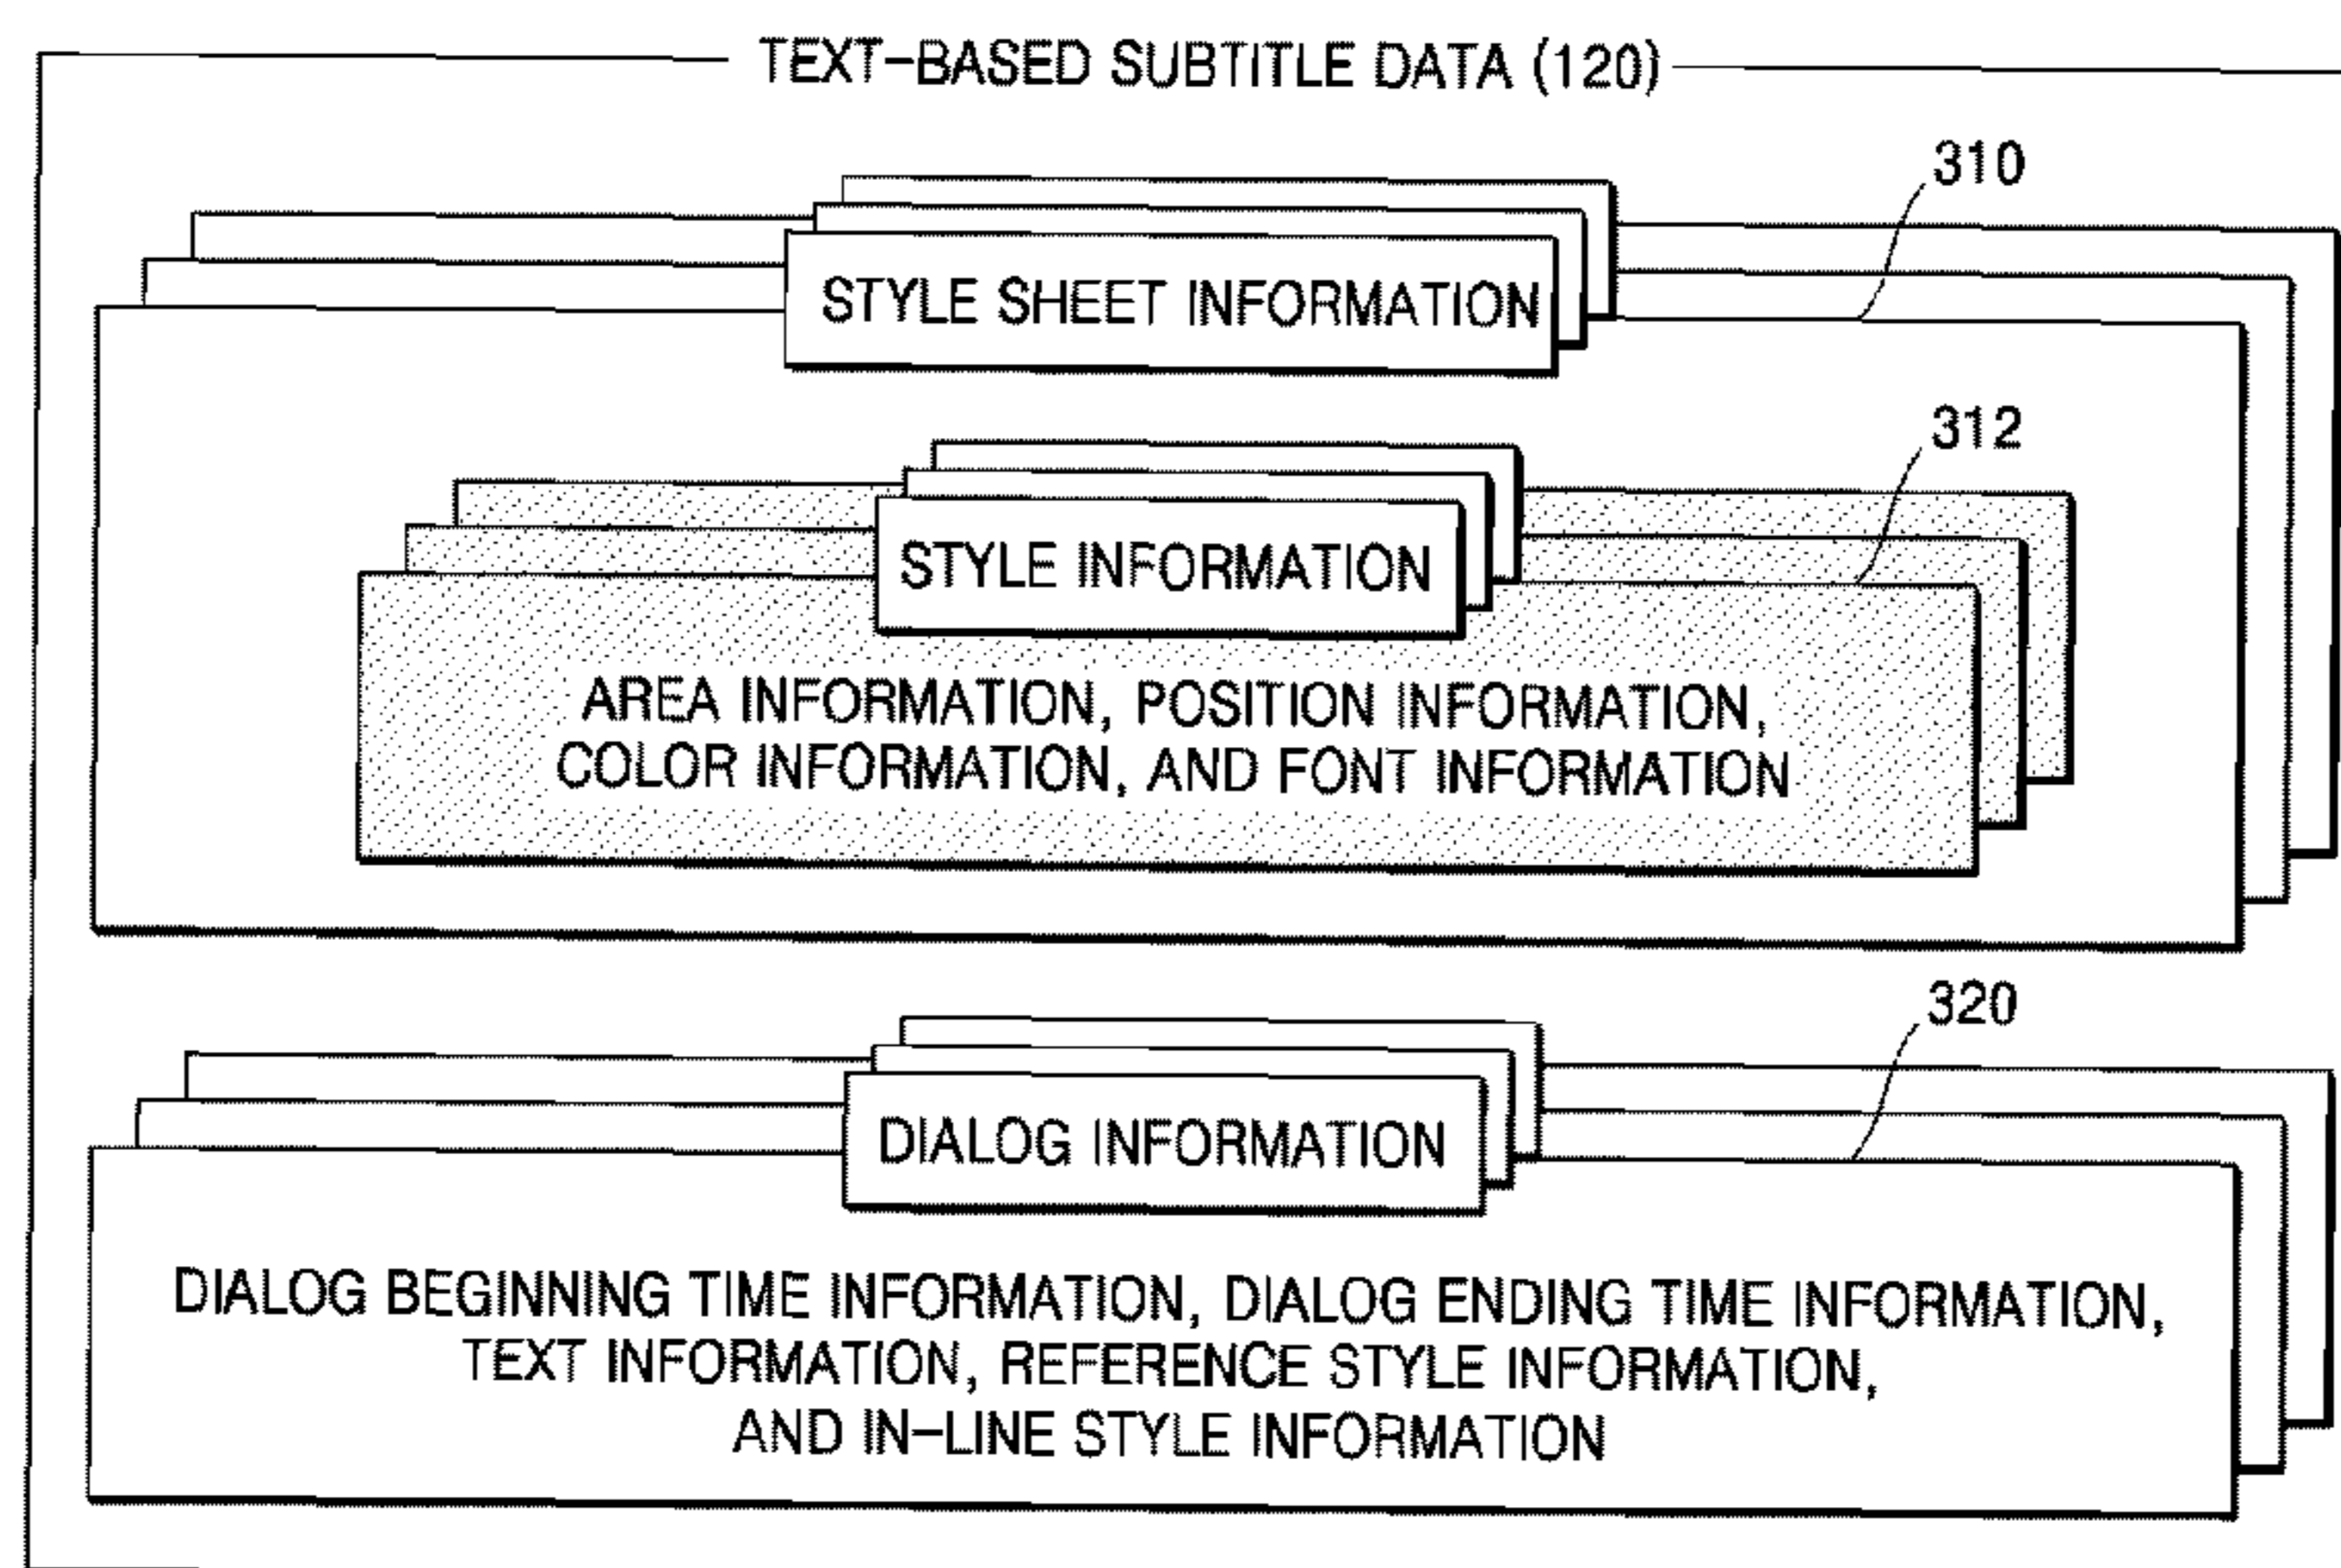 TEXT-BASED SUBTITLE DATA (120)
310
STYLE SHEET INFORMATION
312
STYLE INFORMATION
AREA INFORMATION, POSITION INFORMATION,
COLOR INFORMATION, AND FONT INFORMATION
320
DIALOG INFORMATION
DIALOG BEGINNING TIME INFORMATION, DIALOG ENDING TIME INFORMATION,
TEXT INFORMATION, REFERENCE STYLE INFORMATION,
AND IN-LINE STYLE INFORMATION